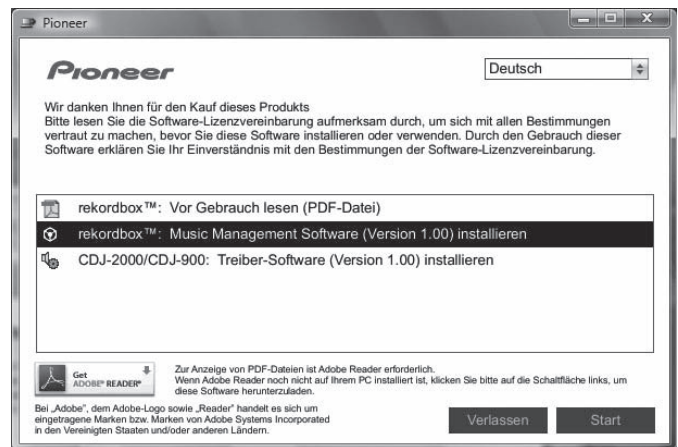 Pioneer
Pioneer
Deutsch
Wir danken Ihnen für den Kauf dieses Produkts
Bitte lesen Sie die Software-Lizenzvereinbarung aufmerksam durch, um sich mit allen Bestimmungen
vertraut zu machen, bevor Sie diese Software installieren oder verwenden. Durch den Gebrauch dieser
Software erklären Sie Ihr Einverständnis mit den Bestimmungen der Software-Lizenzvereinbarung.
rekordbox™: Vor Gebrauch lesen (PDF-Datei)
rekordbox™: Music Management Software (Version 1.00) installieren
CDJ-2000/CDJ-900: Treiber-Software (Version 1.00) installieren
Get
ADOBE® READER®
Zur Anzeige von PDF-Dateien ist Adobe Reader erforderlich.
Wenn Adobe Reader noch nicht auf Ihrem PC installiert ist, klicken Sie bitte auf die Schaltfläche links, um
diese Software herunterzuladen.
Bei „Adobe", dem Adobe-Logo sowie „Reader" handelt es sich um
eingetragene Marken bzw. Marken von Adobe Systems Incorporated
in den Vereinigten Staaten und/oder anderen Ländern.
Verlassen
Start